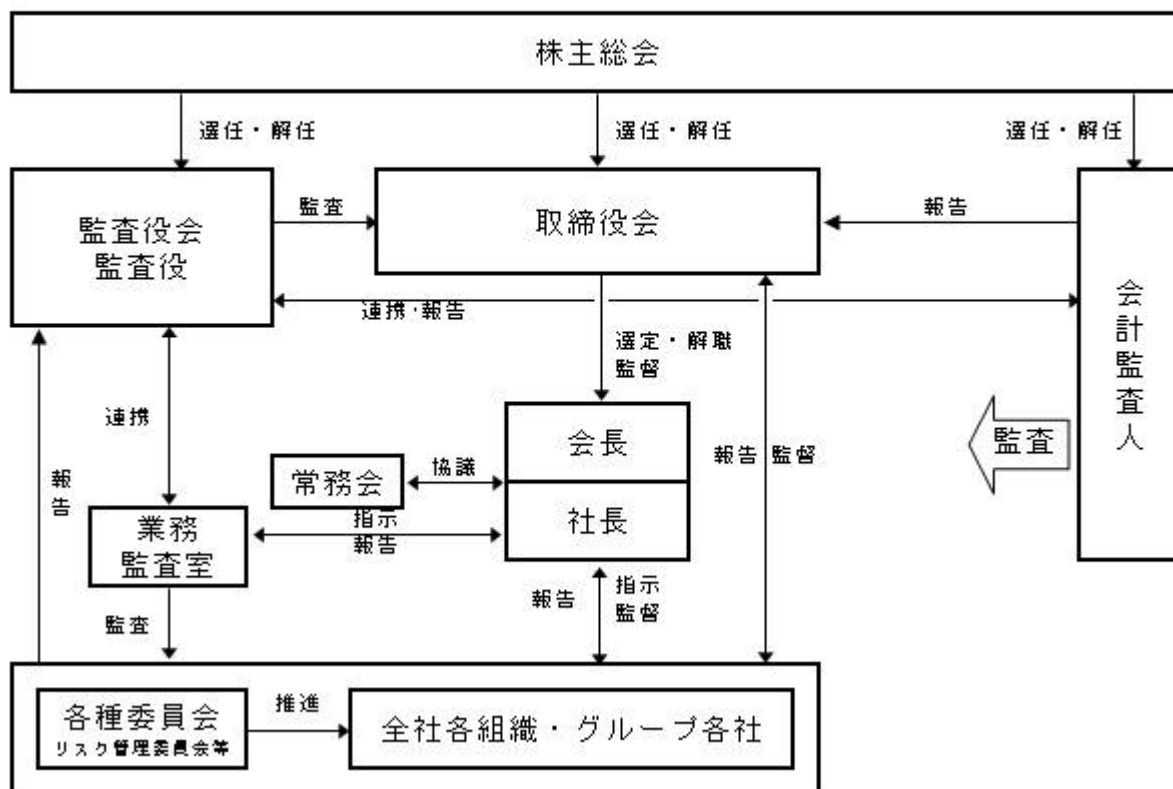 株主総会
選任・解任
選任・解任
選任・解任
監査役会
監査役
監査
取締役会
報告
会計監査人
連携・報告
選定・解職
監督
連携
会長
社長
常務会
協議
報告
監督
監査
報告
業務
監査室
指示
報告
監査
報告
指示
監督
各種委員会
リスク管理委員会等
推進
全社各組織・グループ各社